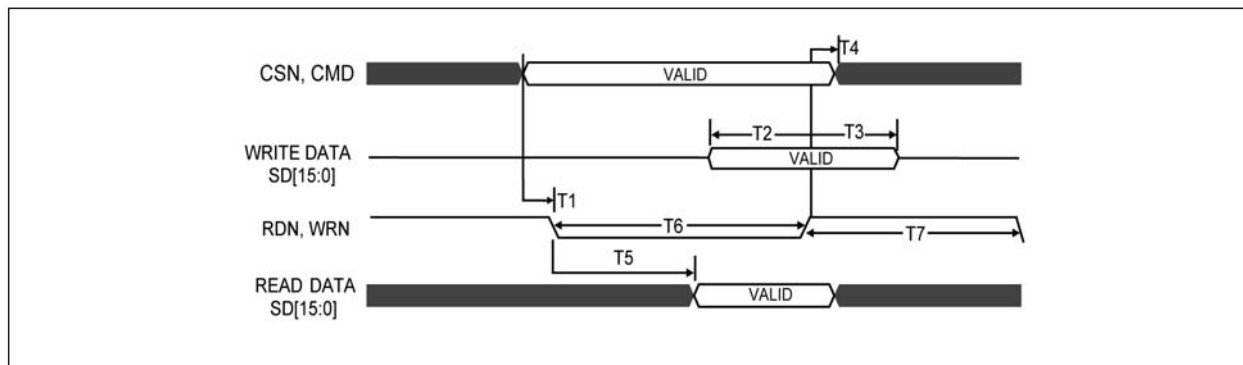 T4
CSN, CMD
VALID
T2
T3
WRITE DATA
SD[15:0]
VALID
T1
RDN, WRN
T6
T7
T5
READ DATA
SD[15:0]
VALID